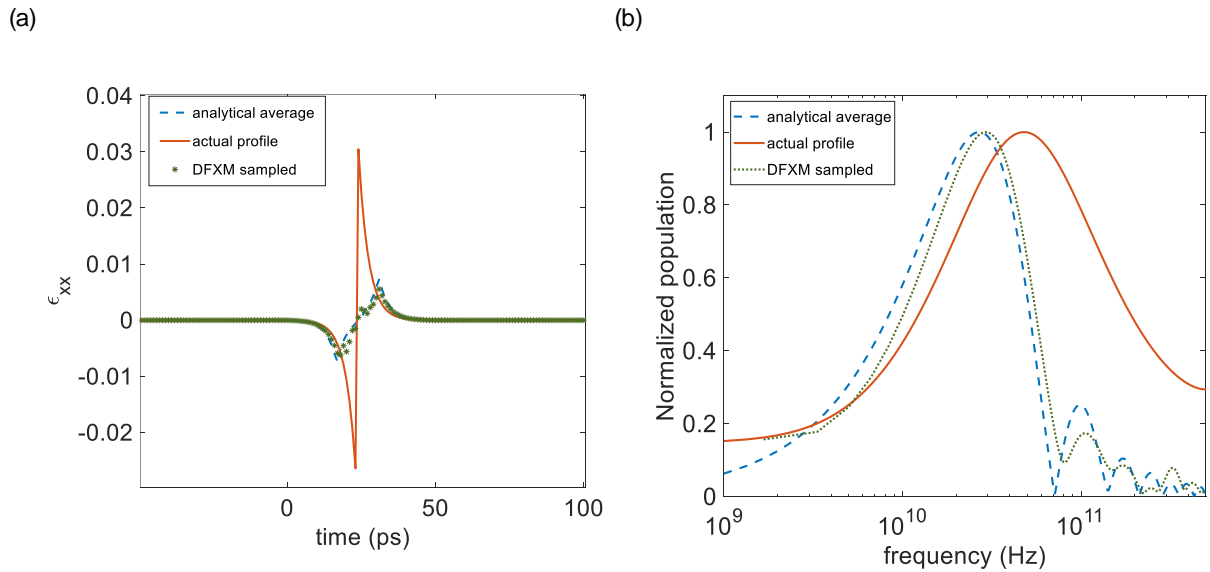 (a)
(b)
0.04
0.03
0.02
0.01
0
-0.01
-0.02
ϵxx
analytical average
actual profile
DFXM sampled
0
50
100
time (ps)
1
0.8
0.6
0.4
0.2
0
Normalized population
analytical average
actual profile
DFXM sampled
10^9
10^10
10^11
frequency (Hz)